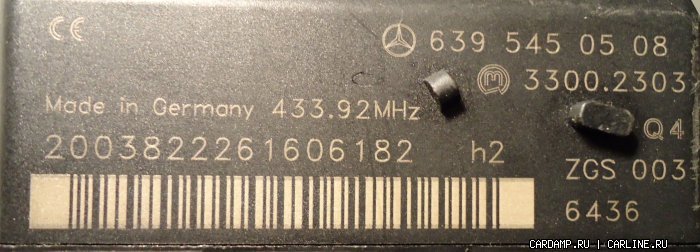 CE 639 545 05 08
3300.2303
Made in Germany 433.92MHz
Q4
2003822261606182 h2
ZGS 003
6436
CARDAMP.RU | CARLINE.RU